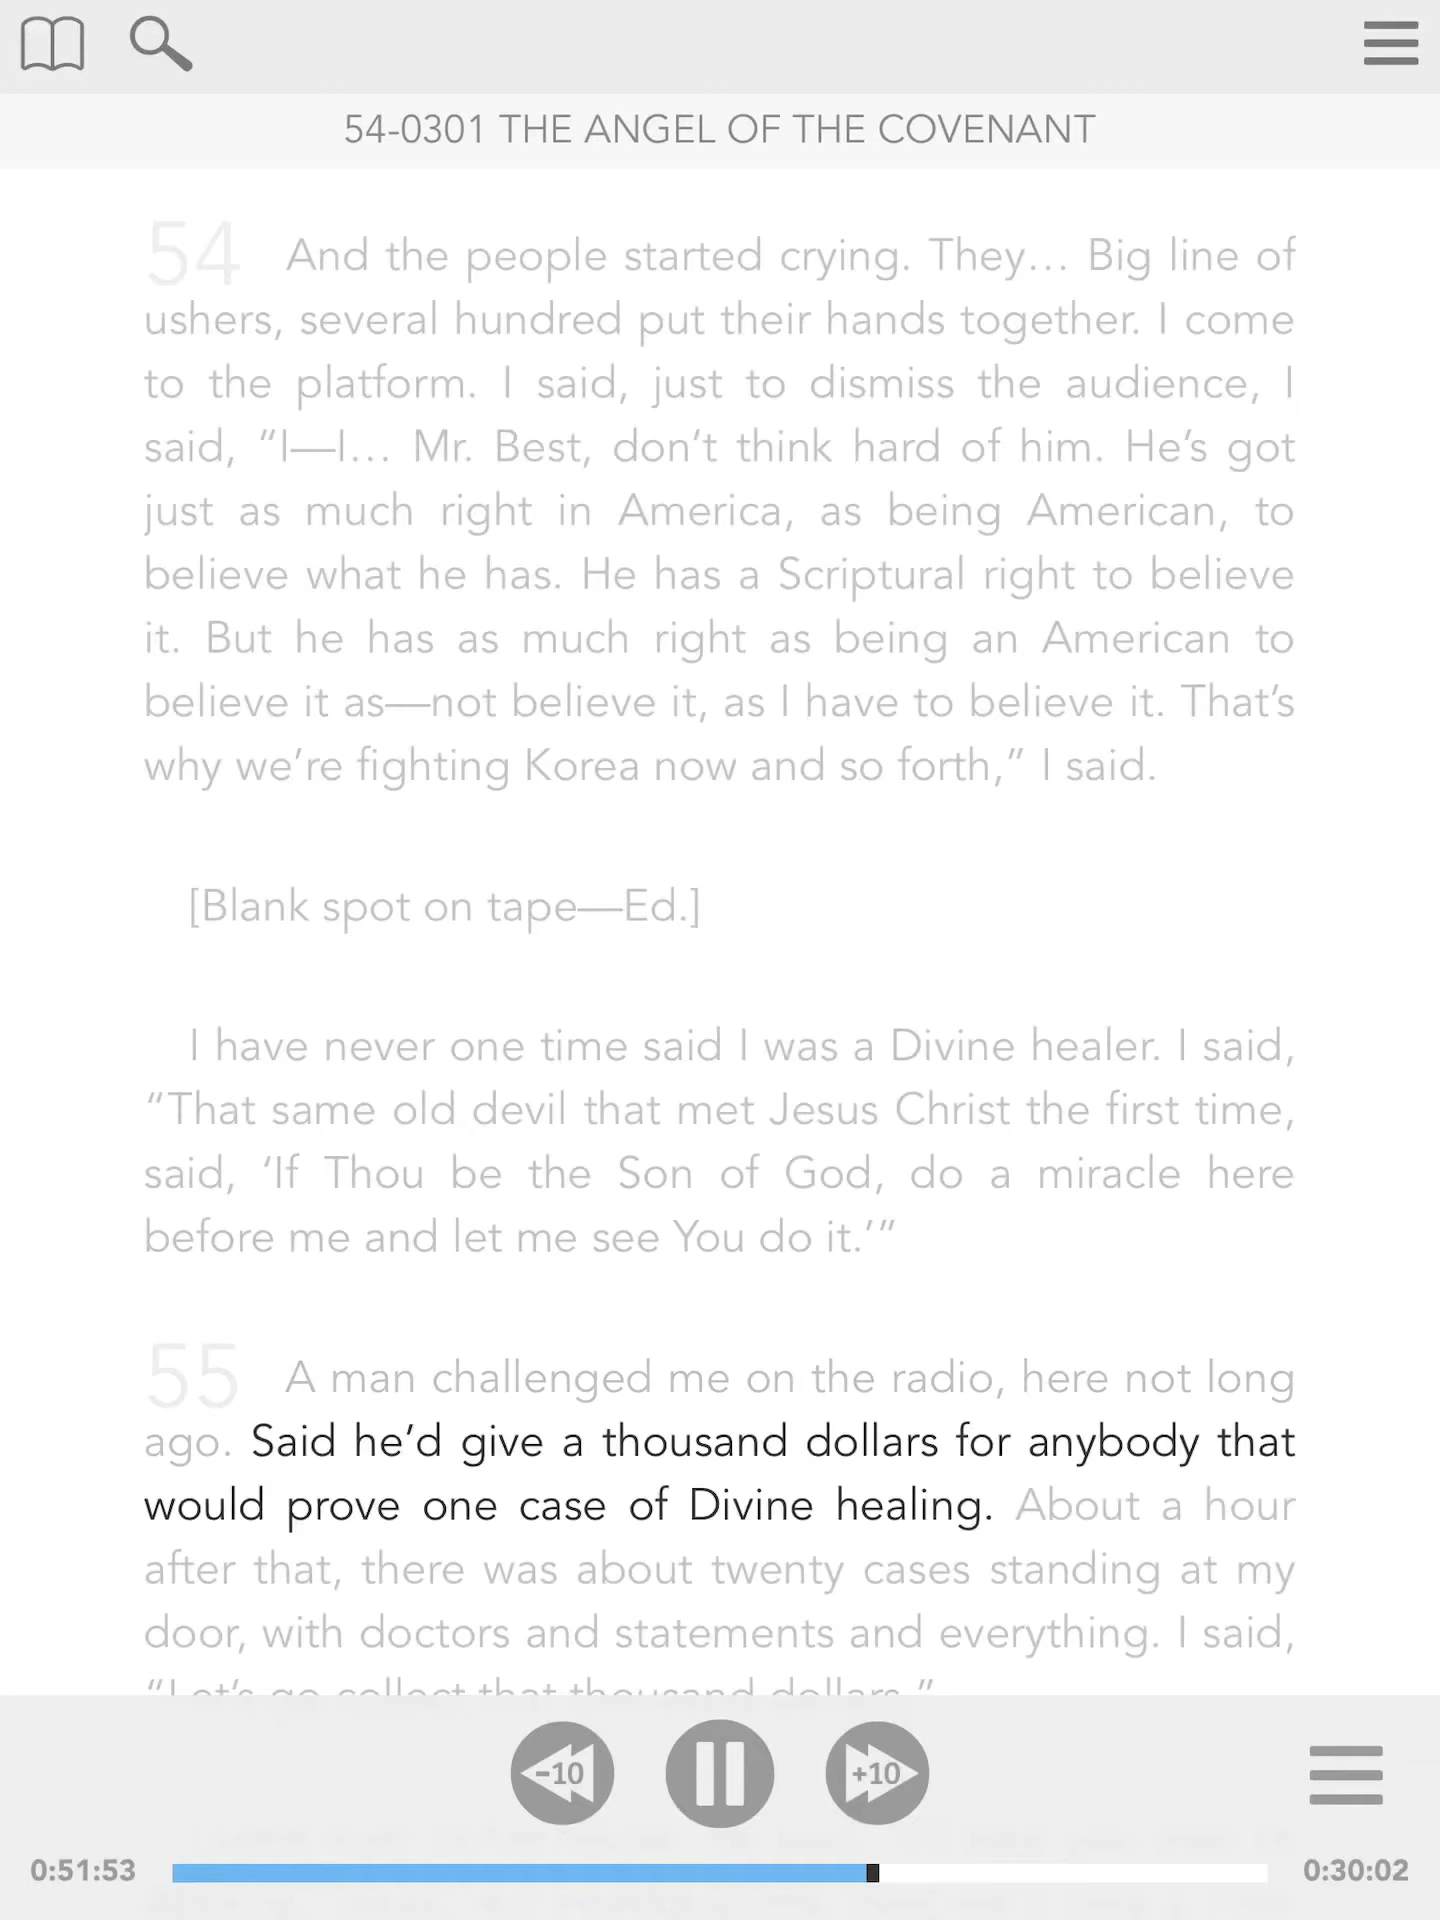 54-0301 THE ANGEL OF THE COVENANT
54 And the people started crying. They… Big line of
ushers, several hundred put their hands together. I come
to the platform. I said, just to dismiss the audience, I
said, “I—I… Mr. Best, don’t think hard of him. He’s got
just as much right in America, as being American, to
believe what he has. He has a Scriptural right to believe
it. But he has as much right as being an American to
believe it as—not believe it, as I have to believe it. That’s
why we’re fighting Korea now and so forth,” I said.
[Blank spot on tape—Ed.]
I have never one time said I was a Divine healer. I said,
“That same old devil that met Jesus Christ the first time,
said, ‘If Thou be the Son of God, do a miracle here
before me and let me see You do it.’”
55 A man challenged me on the radio, here not long
ago. Said he’d give a thousand dollars for anybody that
would prove one case of Divine healing. About a hour
after that, there was about twenty cases standing at my
door, with doctors and statements and everything. I said,
“Let’s go collect that thousand dollars.”
-10 +10
0:51:53 0:30:02